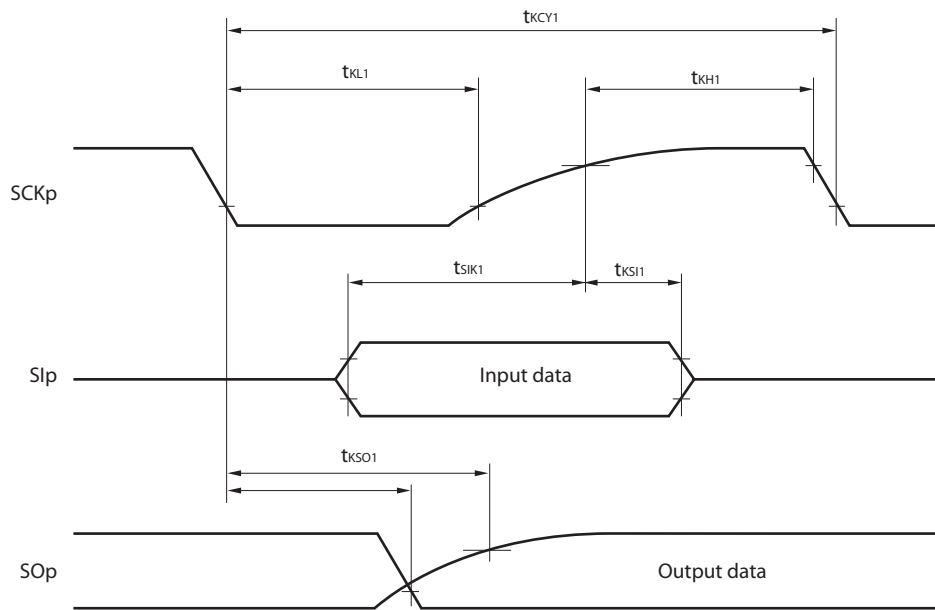 tKCY1
tKL1
tKH1
SCKp
tSIK1
tKSI1
SIp
Input data
tKSO1
SOp
Output data